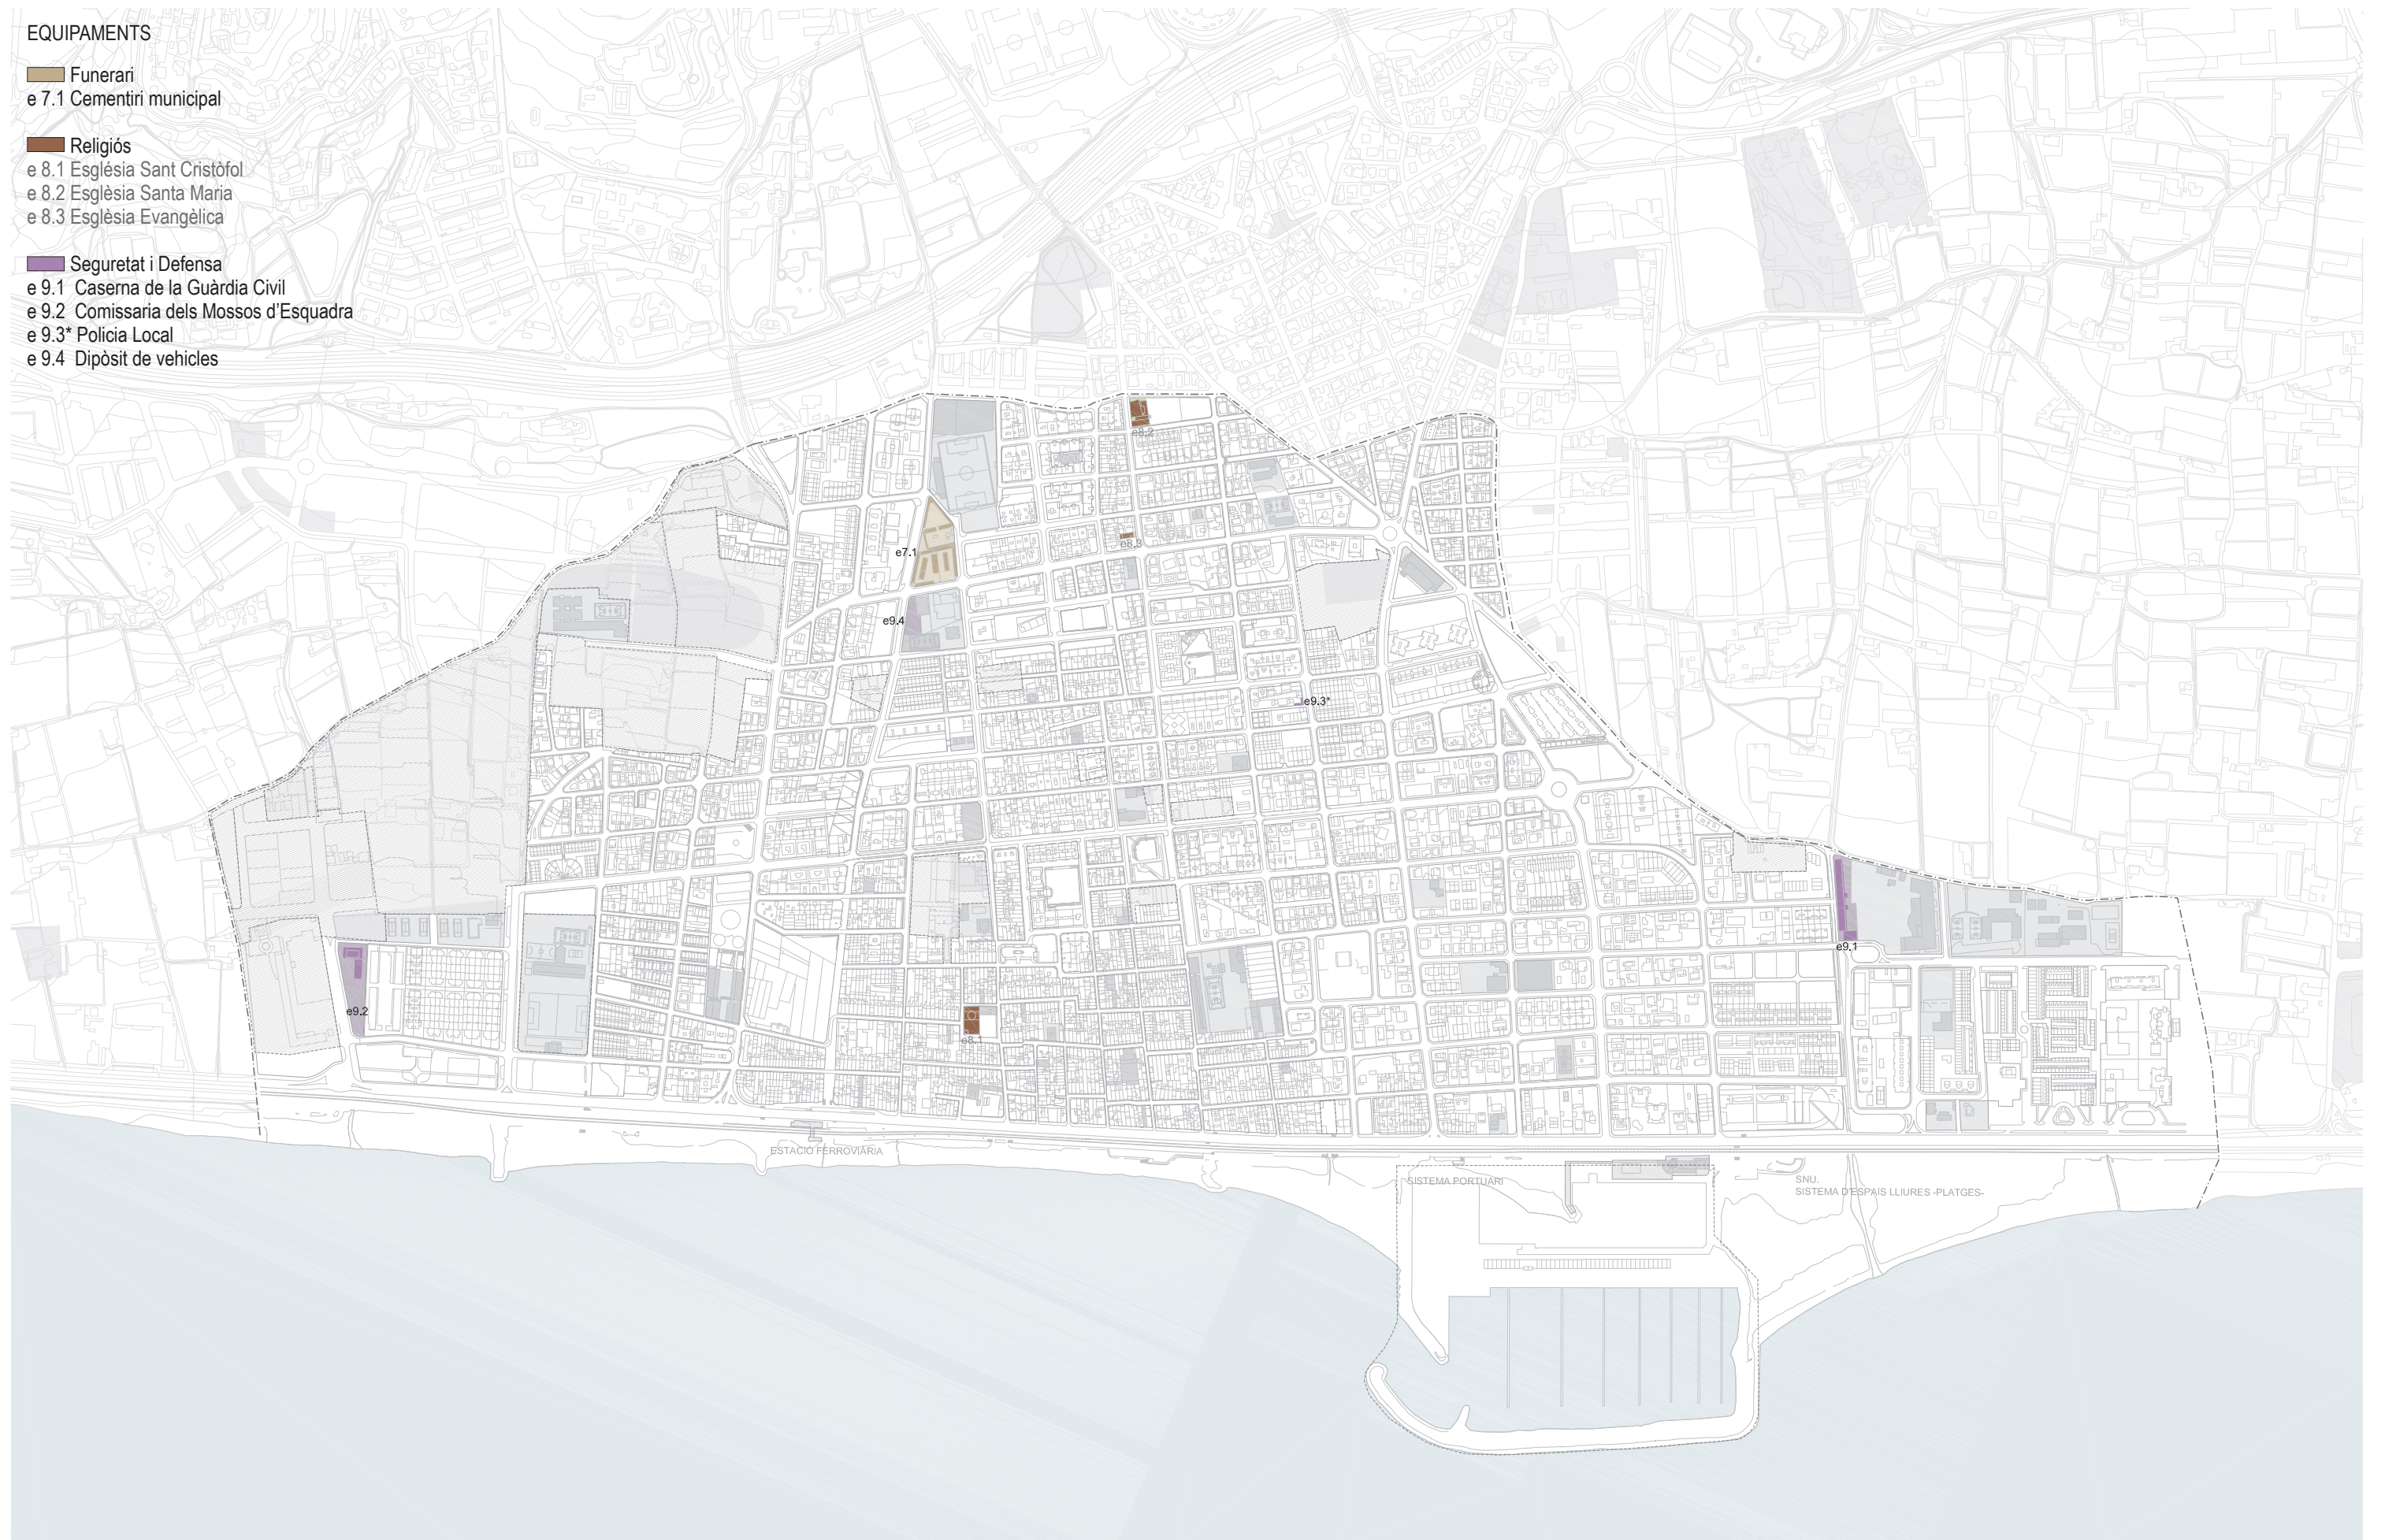 EQUIPAMENTS
Funerari
e 7.1 Cementiri municipal
Religiós
e 8.1 Església Sant Cristòfol
e 8.2 Esglèsia Santa Maria
e 8.3 Esglèsia Evangèlica
Seguretat i Defensa
e 9.1 Caserna de la Guàrdia Civil
e 9.2 Comissaria dels Mossos d'Esquadra
e 9.3* Policia Local
e 9.4 Dipòsit de vehicles
e8.2
e8.3
e7.1
e9.4
e9.3*
e9.1
e9.2
e8.1
ESTACIÓ FERROVIÀRIA
SISTEMA PORTUARI
SNU.
SISTEMA D'ESPAIS LLIURES -PLATGES-